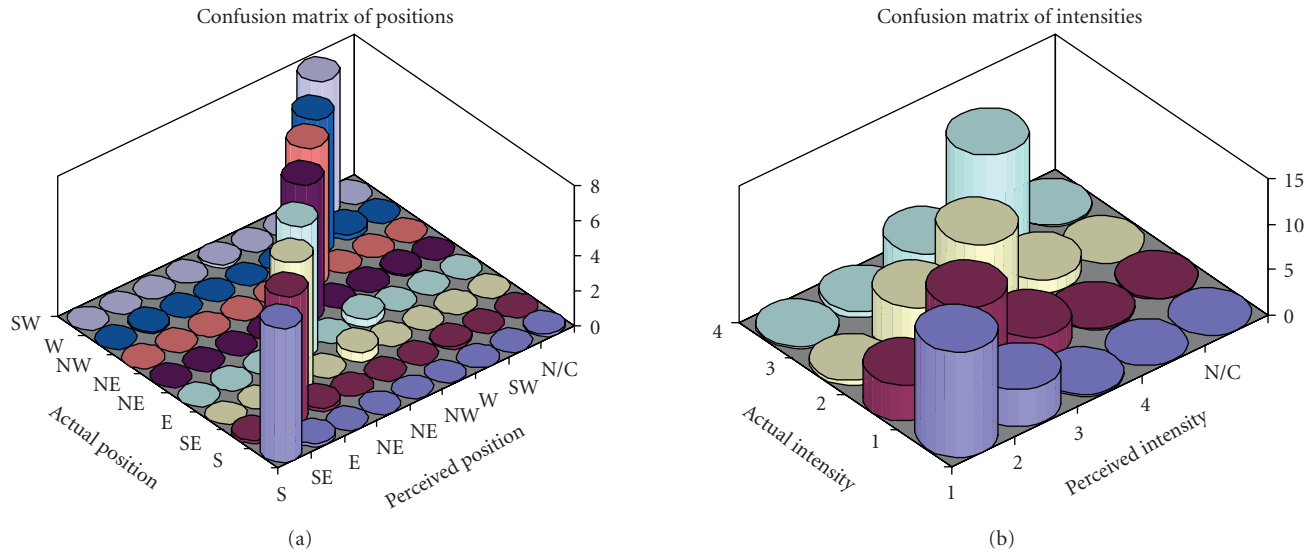 Confusion matrix of positions
8
6
4
2
0
SW
W
NW
NE
NE
E
SE
S
Actual position
S
SE
E
NE
NE
NW
W
SW
N/C
Perceived position
(a)
Confusion matrix of intensities
15
10
5
0
4
3
2
1
Actual intensity
1
2
3
4
N/C
Perceived intensity
(b)